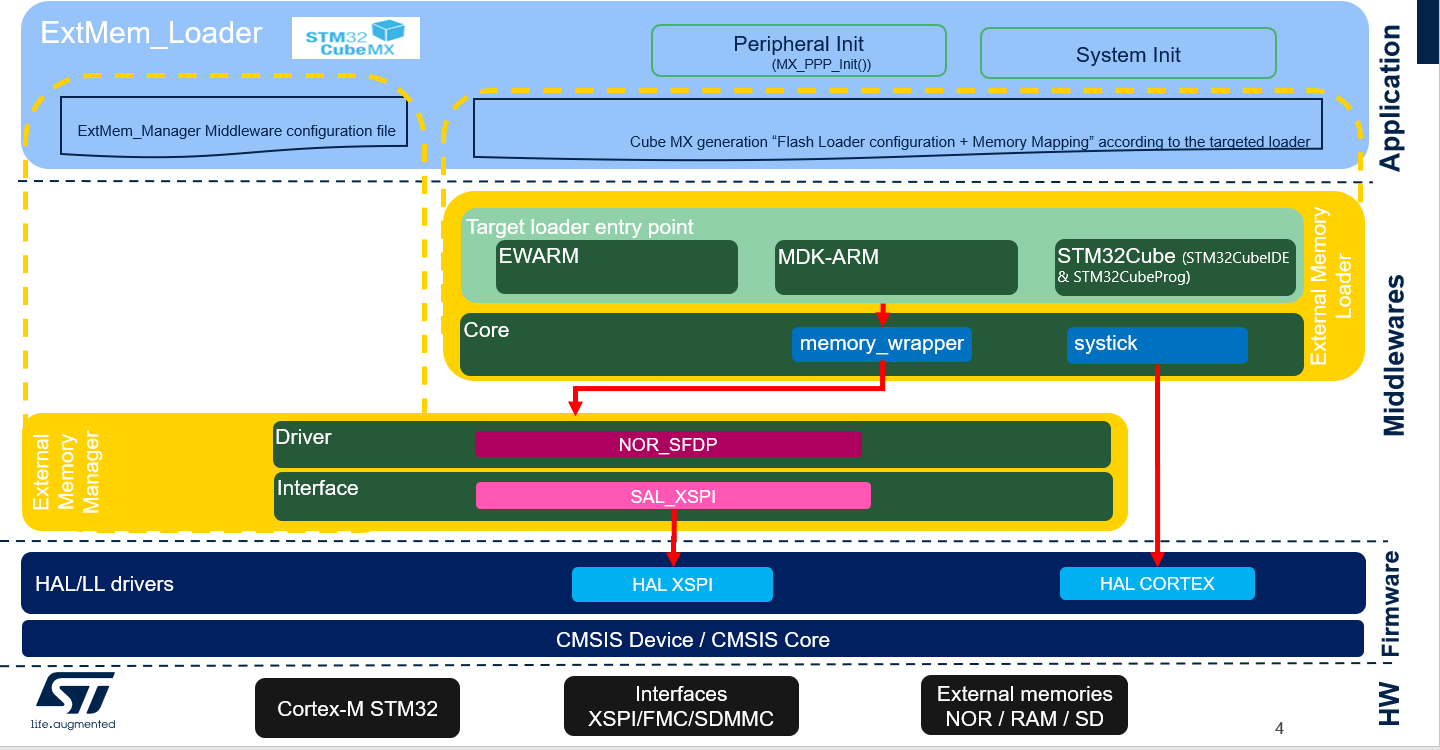 ExtMem_Loader
STM32
CubeMX
Peripheral Init
(MX_PPP_Init())
System Init
Application
ExtMem_Manager Middleware configuration file
Cube MX generation “Flash Loader configuration + Memory Mapping” according to the targeted loader
Target loader entry point
EWARM
MDK-ARM
STM32Cube (STM32CubeIDE
& STM32CubeProg)
External Memory
Loader
Core
memory_wrapper
systick
Middlewares
External
Memory
Manager
Driver
NOR_SFDP
Interface
SAL_XSPI
HAL/LL drivers
HAL XSPI
HAL CORTEX
CMSIS Device / CMSIS Core
Firmware
ST
life.augmented
Cortex-M STM32
Interfaces
XSPI/FMC/SDMMC
External memories
NOR / RAM / SD
4
HW